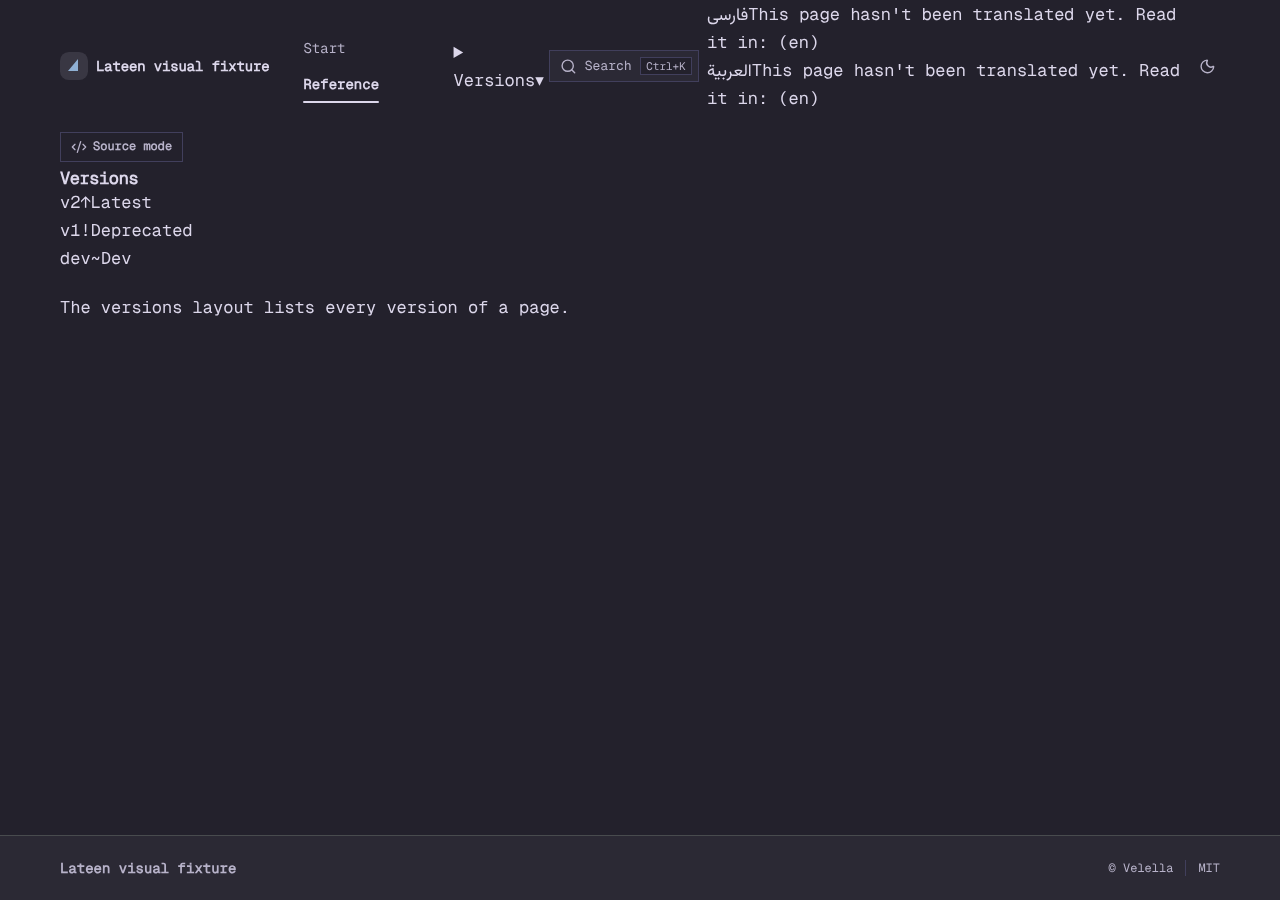 Lateen visual fixture
Start
Reference
▶
Versions▾
Search Ctrl+K
فارسیThis page hasn't been translated yet. Read
it in: (en)
العربيةThis page hasn't been translated yet. Read
it in: (en)
Source mode
Versions
v2↑Latest
v1!Deprecated
dev~Dev
The versions layout lists every version of a page.
Lateen visual fixture
© Velella
MIT